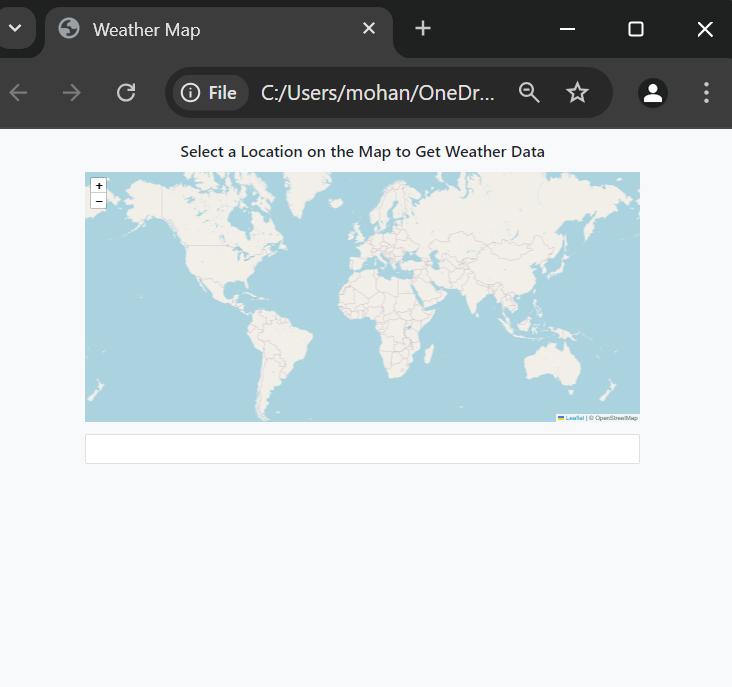 Weather Map
File C:/Users/mohan/OneDr...
Select a Location on the Map to Get Weather Data
+
−
Leaflet | © OpenStreetMap